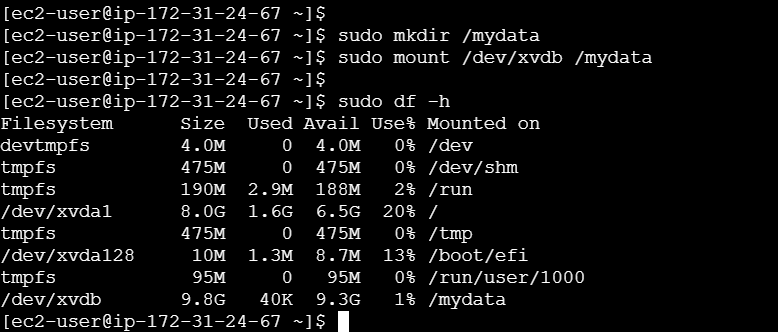 [ec2-user@ip-172-31-24-67 ~]$
[ec2-user@ip-172-31-24-67 ~]$ sudo mkdir /mydata
[ec2-user@ip-172-31-24-67 ~]$ sudo mount /dev/xvdb /mydata
[ec2-user@ip-172-31-24-67 ~]$
[ec2-user@ip-172-31-24-67 ~]$ sudo df -h
Filesystem      Size  Used Avail Use% Mounted on
devtmpfs        4.0M     0  4.0M   0% /dev
tmpfs           475M     0  475M   0% /dev/shm
tmpfs           190M  2.9M  188M   2% /run
/dev/xvda1      8.0G  1.6G  6.5G  20% /
tmpfs           475M     0  475M   0% /tmp
/dev/xvda128     10M  1.3M  8.7M  13% /boot/efi
tmpfs            95M     0   95M   0% /run/user/1000
/dev/xvdb       9.8G   40K  9.3G   1% /mydata
[ec2-user@ip-172-31-24-67 ~]$